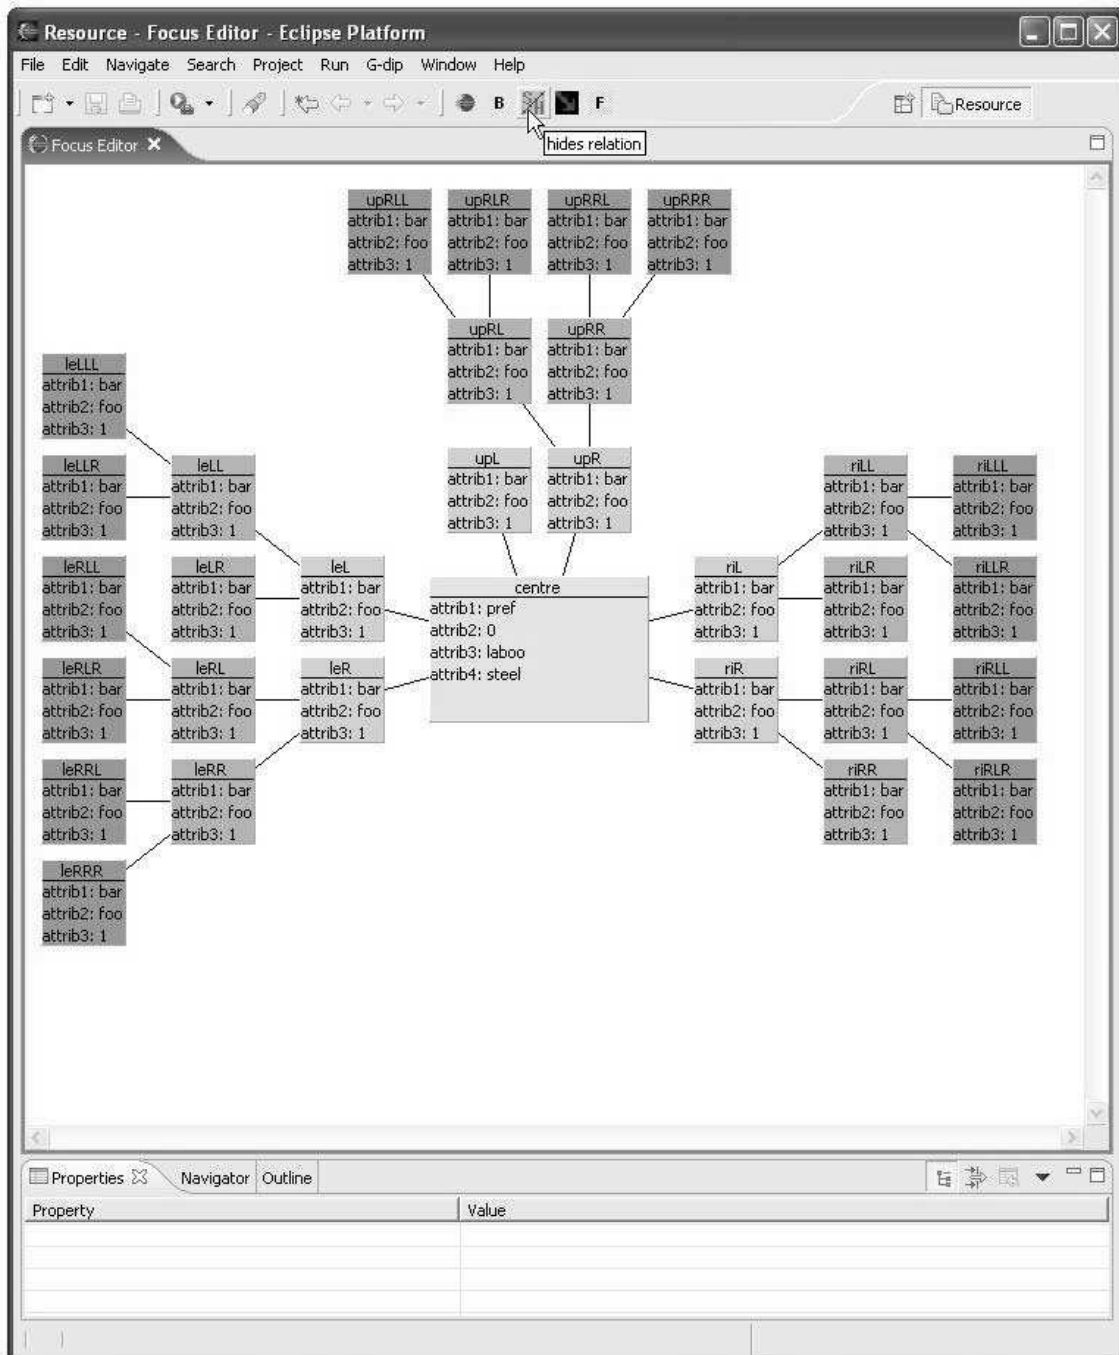 Resource - Focus Editor - Eclipse Platform
File Edit Navigate Search Project Run G-dip Window Help
B F Resource
Focus Editor
hides relation
upRLL
attrib1: bar
attrib2: foo
attrib3: 1
upRLR
attrib1: bar
attrib2: foo
attrib3: 1
upRRL
attrib1: bar
attrib2: foo
attrib3: 1
upRRR
attrib1: bar
attrib2: foo
attrib3: 1
upRL
attrib1: bar
attrib2: foo
attrib3: 1
upRR
attrib1: bar
attrib2: foo
attrib3: 1
leLLL
attrib1: bar
attrib2: foo
attrib3: 1
upL
attrib1: bar
attrib2: foo
attrib3: 1
upR
attrib1: bar
attrib2: foo
attrib3: 1
leLLR
attrib1: bar
attrib2: foo
attrib3: 1
leLL
attrib1: bar
attrib2: foo
attrib3: 1
riLL
attrib1: bar
attrib2: foo
attrib3: 1
riLLL
attrib1: bar
attrib2: foo
attrib3: 1
leRLL
attrib1: bar
attrib2: foo
attrib3: 1
leLR
attrib1: bar
attrib2: foo
attrib3: 1
leL
attrib1: bar
attrib2: foo
attrib3: 1
centre
attrib1: pref
attrib2: 0
attrib3: laboo
attrib4: steel
riL
attrib1: bar
attrib2: foo
attrib3: 1
riLR
attrib1: bar
attrib2: foo
attrib3: 1
riLLR
attrib1: bar
attrib2: foo
attrib3: 1
leRLR
attrib1: bar
attrib2: foo
attrib3: 1
leRL
attrib1: bar
attrib2: foo
attrib3: 1
leR
attrib1: bar
attrib2: foo
attrib3: 1
riR
attrib1: bar
attrib2: foo
attrib3: 1
riRL
attrib1: bar
attrib2: foo
attrib3: 1
riRLL
attrib1: bar
attrib2: foo
attrib3: 1
leRRL
attrib1: bar
attrib2: foo
attrib3: 1
leRR
attrib1: bar
attrib2: foo
attrib3: 1
riRR
attrib1: bar
attrib2: foo
attrib3: 1
riRLR
attrib1: bar
attrib2: foo
attrib3: 1
leRRR
attrib1: bar
attrib2: foo
attrib3: 1
Properties Navigator Outline
Property Value